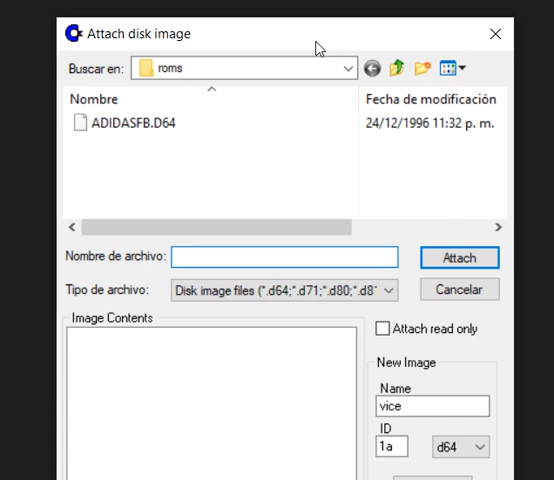 Attach disk image
Buscar en: roms
Nombre Fecha de modificación
ADIDASFB.D64 24/12/1996 11:32 p. m.
Nombre de archivo: Attach
Tipo de archivo: Disk image files (*.d64;*.d71;*.d80;*.d8 Cancelar
Image Contents
Attach read only
New Image
Name
vice
ID
1a d64